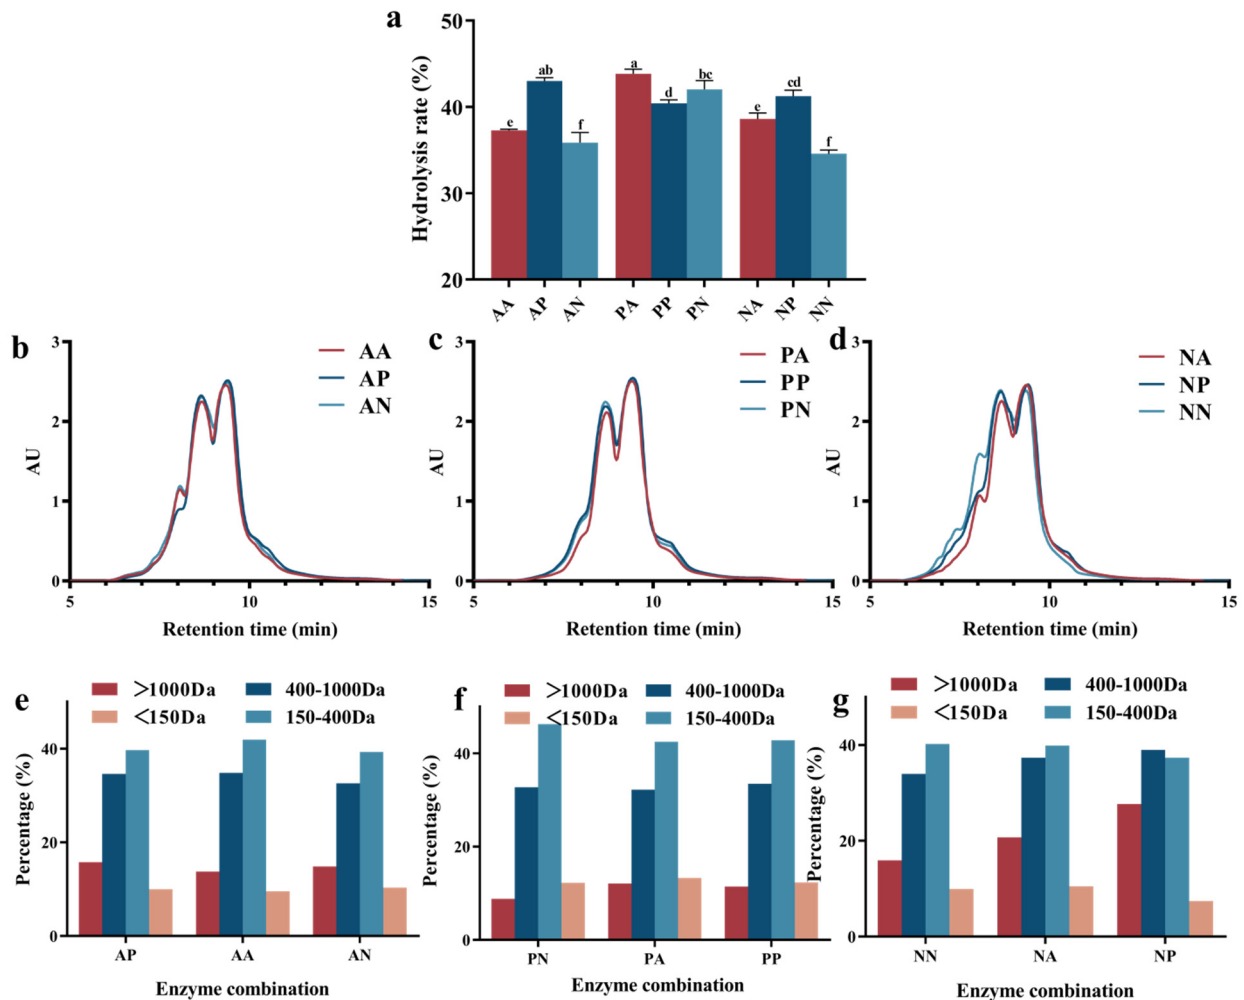 a
Hydrolysis rate (%)
50
40
30
20
e
ab
f
a
d
bc
e
cd
f
AA
AP
AN
PA
PP
PN
NA
NP
NN
b
AU
3
2
1
0
AA
AP
AN
5
10
15
Retention time (min)
c
AU
3
2
1
0
PA
PP
PN
5
10
15
Retention time (min)
d
AU
3
2
1
0
NA
NP
NN
5
10
15
Retention time (min)
e
>1000Da
400-1000Da
<150Da
150-400Da
Percentage (%)
40
20
0
AP
AA
AN
Enzyme combination
f
>1000Da
400-1000Da
<150Da
150-400Da
Percentage (%)
40
20
0
PN
PA
PP
Enzyme combination
g
>1000Da
400-1000Da
<150Da
150-400Da
Percentage (%)
40
20
0
NN
NA
NP
Enzyme combination